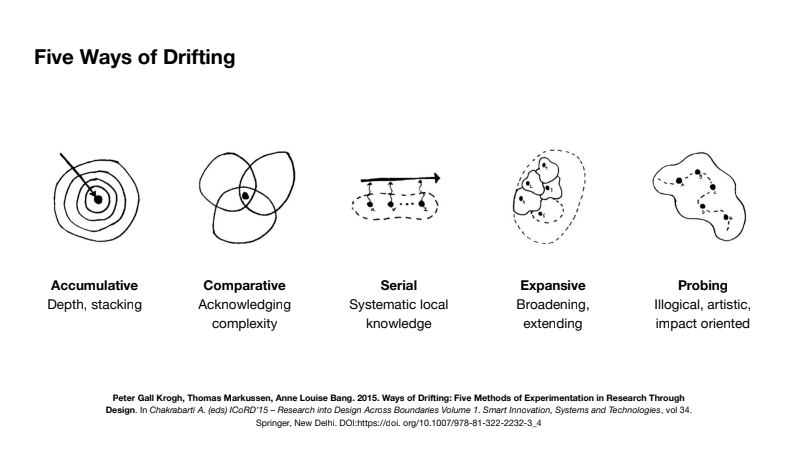 Five Ways of Drifting
Accumulative
Depth, stacking
Comparative
Acknowledging
complexity
Serial
Systematic local
knowledge
Expansive
Broadening,
extending
Probing
Illogical, artistic,
impact oriented
Peter Gall Krogh, Thomas Markussen, Anne Louise Bang. 2015. Ways of Drifting: Five Methods of Experimentation in Research Through
Design. In Chakrabarti A. (eds) ICoRD'15 – Research into Design Across Boundaries Volume 1. Smart Innovation, Systems and Technologies, vol 34.
Springer, New Delhi. DOI:https://doi. org/10.1007/978-81-322-2232-3_4